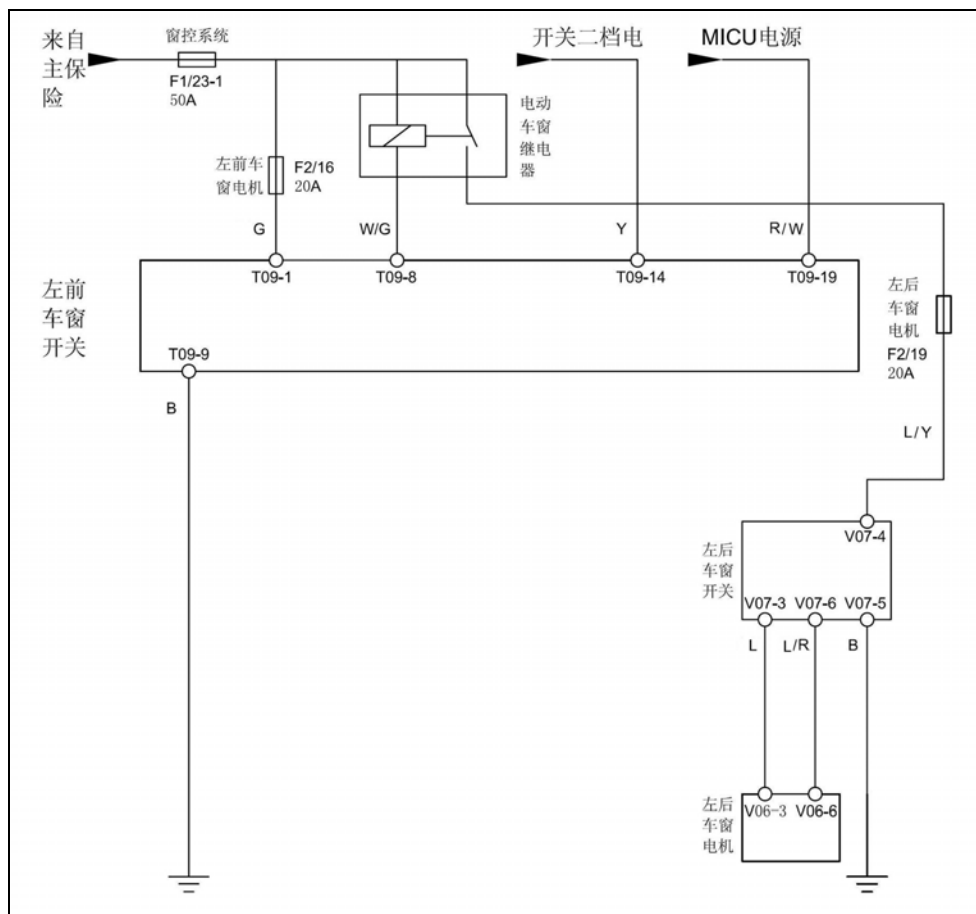 来自
主保
险
窗控系统
F1/23-1
50A
开关二档电
MICU电源
电动
车窗
继电
器
左前车
窗电机
F2/16
20A
G
W/G
Y
R/W
T09-1
T09-8
T09-14
T09-19
左前
车窗
开关
T09-9
B
左后
车窗
电机
F2/19
20A
L/Y
V07-4
左后
车窗
开关
V07-3
V07-6
V07-5
L
L/R
B
左后
车窗
电机
V06-3
V06-6